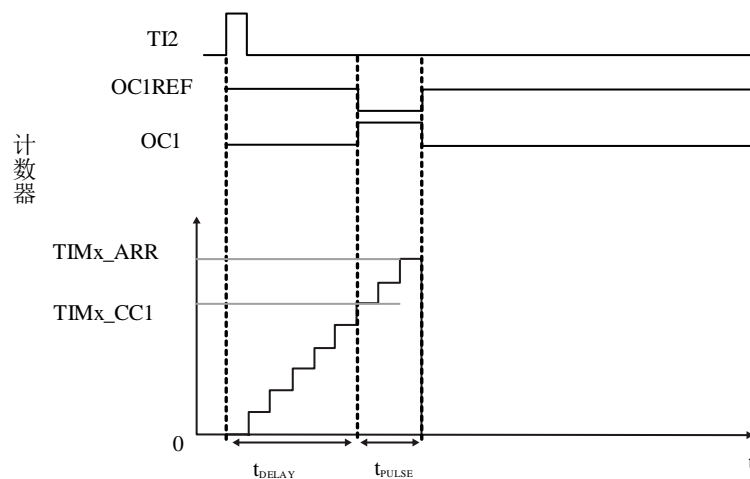 TI2
OC1REF
OC1
计数器
TIMx_ARR
TIMx_CC1
0
t
tDELAY
tPULSE